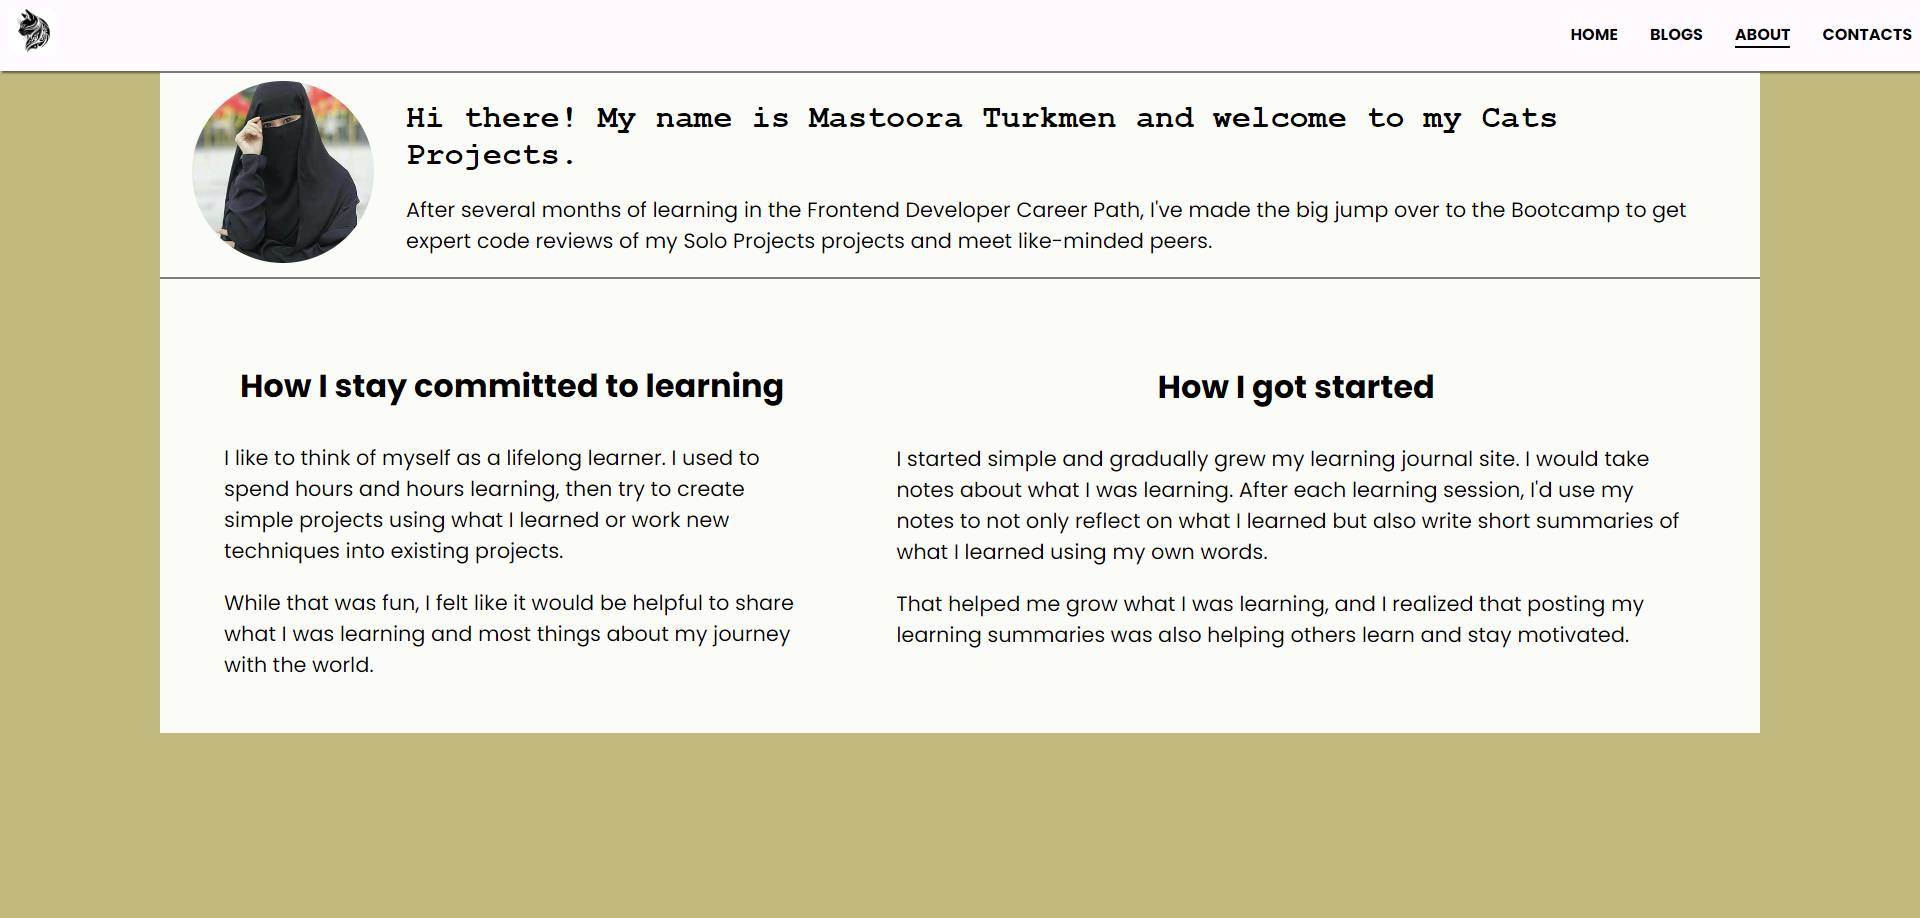 HOME BLOGS ABOUT CONTACTS
Hi there! My name is Mastoora Turkmen and welcome to my Cats
Projects.
After several months of learning in the Frontend Developer Career Path, I've made the big jump over to the Bootcamp to get
expert code reviews of my Solo Projects projects and meet like-minded peers.
How I stay committed to learning
I like to think of myself as a lifelong learner. I used to
spend hours and hours learning, then try to create
simple projects using what I learned or work new
techniques into existing projects.
While that was fun, I felt like it would be helpful to share
what I was learning and most things about my journey
with the world.
How I got started
I started simple and gradually grew my learning journal site. I would take
notes about what I was learning. After each learning session, I'd use my
notes to not only reflect on what I learned but also write short summaries of
what I learned using my own words.
That helped me grow what I was learning, and I realized that posting my
learning summaries was also helping others learn and stay motivated.